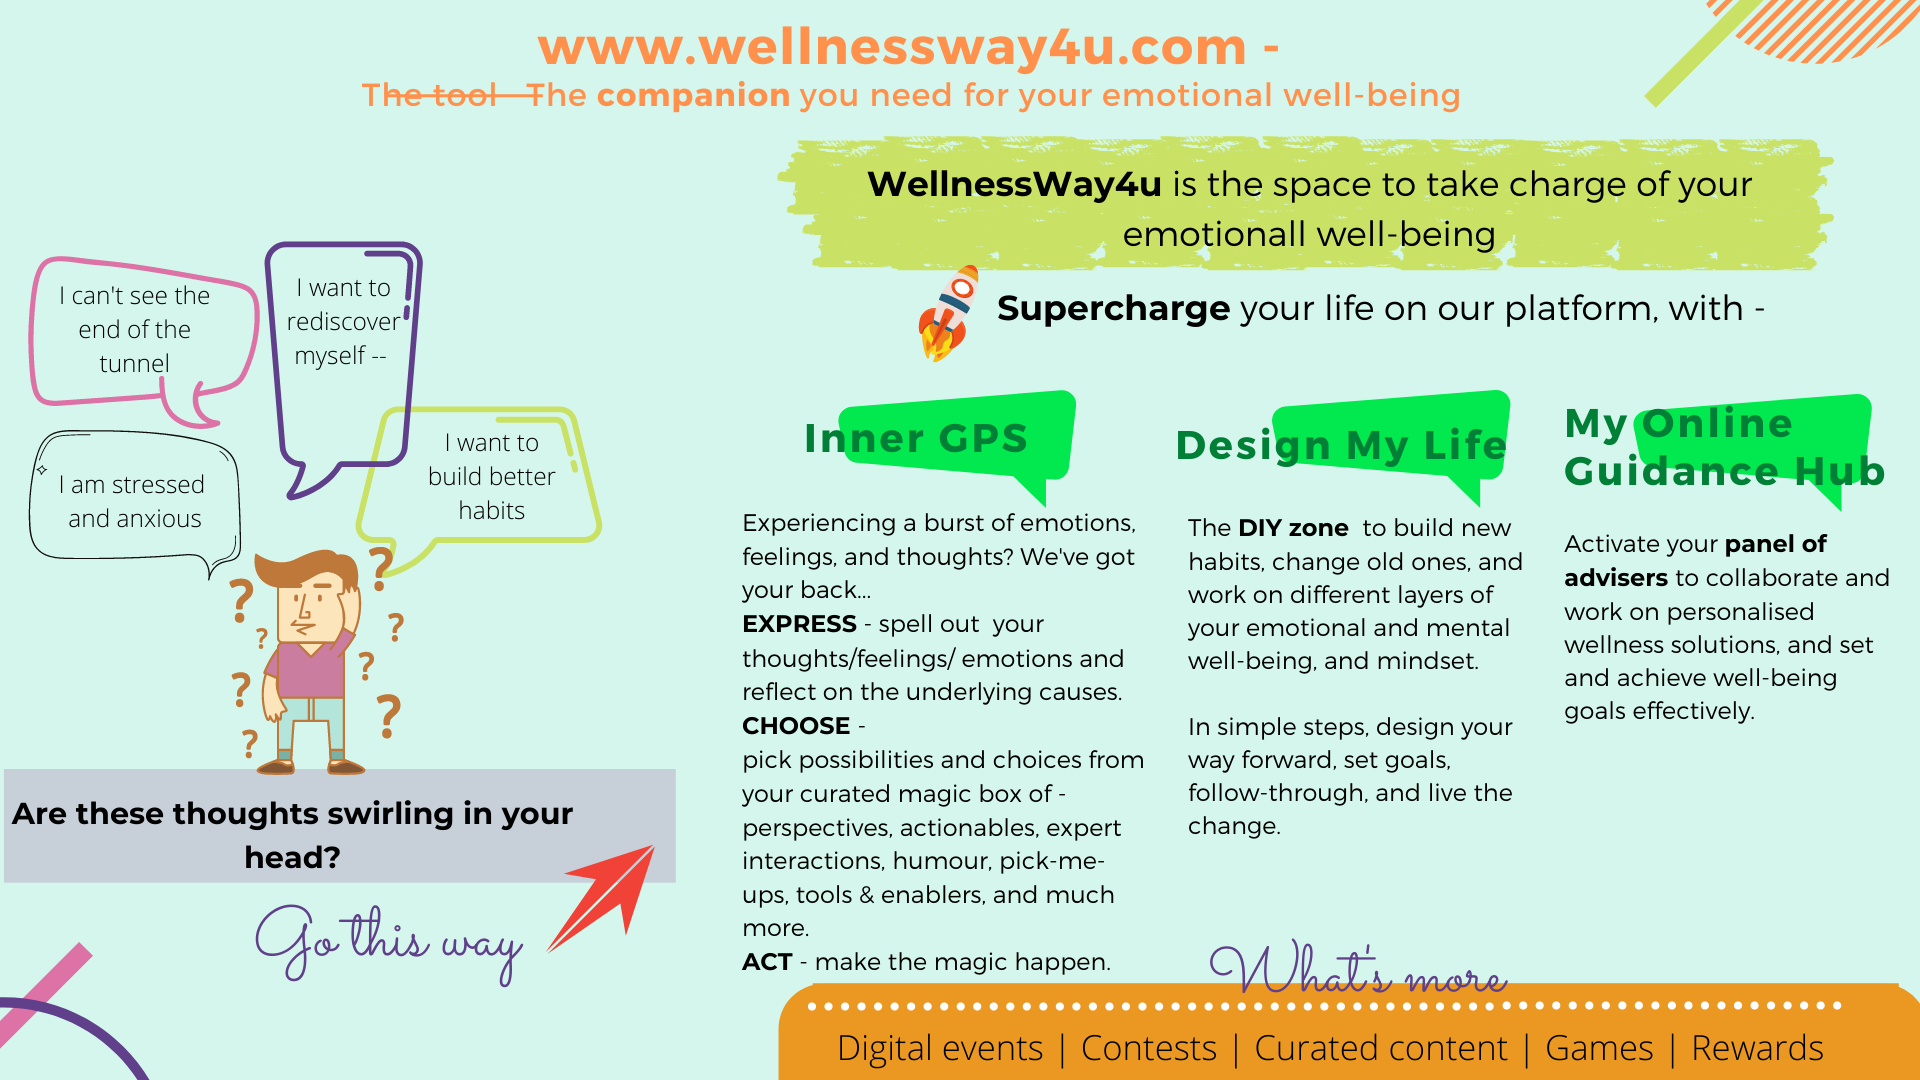 www.wellnessway4u.com -
The tool The companion you need for your emotional well-being
WellnessWay4u is the space to take charge of your
emotionall well-being
Supercharge your life on our platform, with -
I can't see the
end of the
tunnel
I want to
rediscover
myself --
I am stressed
and anxious
I want to
build better
habits
? ? ? ? ? ? ? ?
Are these thoughts swirling in your
head?
Go this way
Inner GPS
Experiencing a burst of emotions,
feelings, and thoughts? We've got
your back...
EXPRESS - spell out  your
thoughts/feelings/ emotions and
reflect on the underlying causes.
CHOOSE -
pick possibilities and choices from
your curated magic box of -
perspectives, actionables, expert
interactions, humour, pick-me-
ups, tools & enablers, and much
more.
ACT - make the magic happen.
Design My Life
The DIY zone  to build new
habits, change old ones, and
work on different layers of
your emotional and mental
well-being, and mindset.
In simple steps, design your
way forward, set goals,
follow-through, and live the
change.
My Online
Guidance Hub
Activate your panel of
advisers to collaborate and
work on personalised
wellness solutions, and set
and achieve well-being
goals effectively.
What's more
Digital events | Contests | Curated content | Games | Rewards